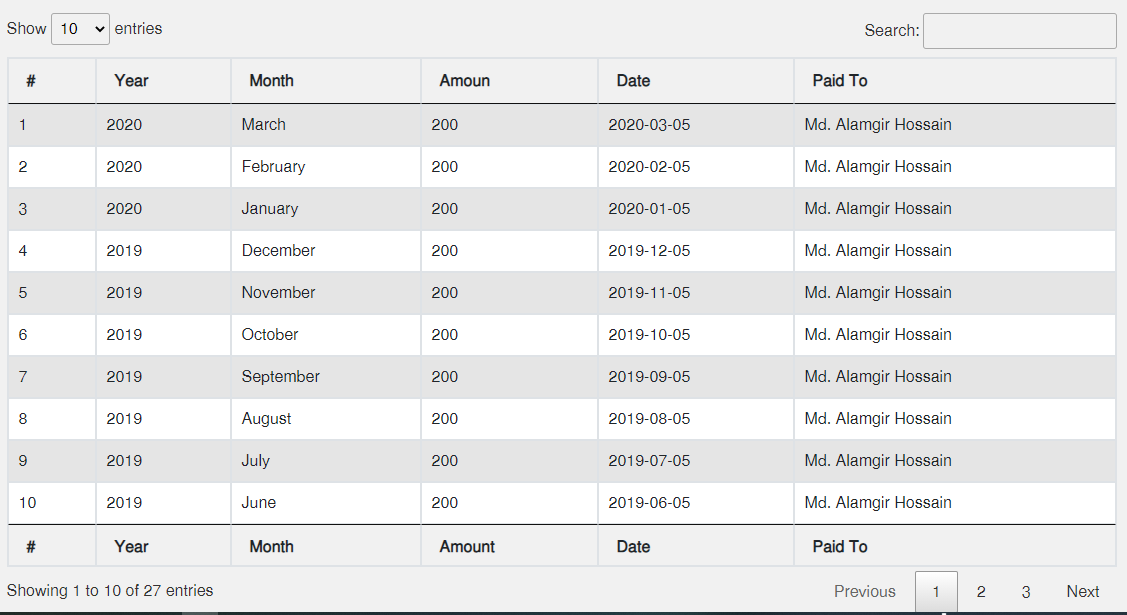 Show 10 entries Search:
# Year Month Amoun Date Paid To
1 2020 March 200 2020-03-05 Md. Alamgir Hossain
2 2020 February 200 2020-02-05 Md. Alamgir Hossain
3 2020 January 200 2020-01-05 Md. Alamgir Hossain
4 2019 December 200 2019-12-05 Md. Alamgir Hossain
5 2019 November 200 2019-11-05 Md. Alamgir Hossain
6 2019 October 200 2019-10-05 Md. Alamgir Hossain
7 2019 September 200 2019-09-05 Md. Alamgir Hossain
8 2019 August 200 2019-08-05 Md. Alamgir Hossain
9 2019 July 200 2019-07-05 Md. Alamgir Hossain
10 2019 June 200 2019-06-05 Md. Alamgir Hossain
# Year Month Amount Date Paid To
Showing 1 to 10 of 27 entries Previous 1 2 3 Next